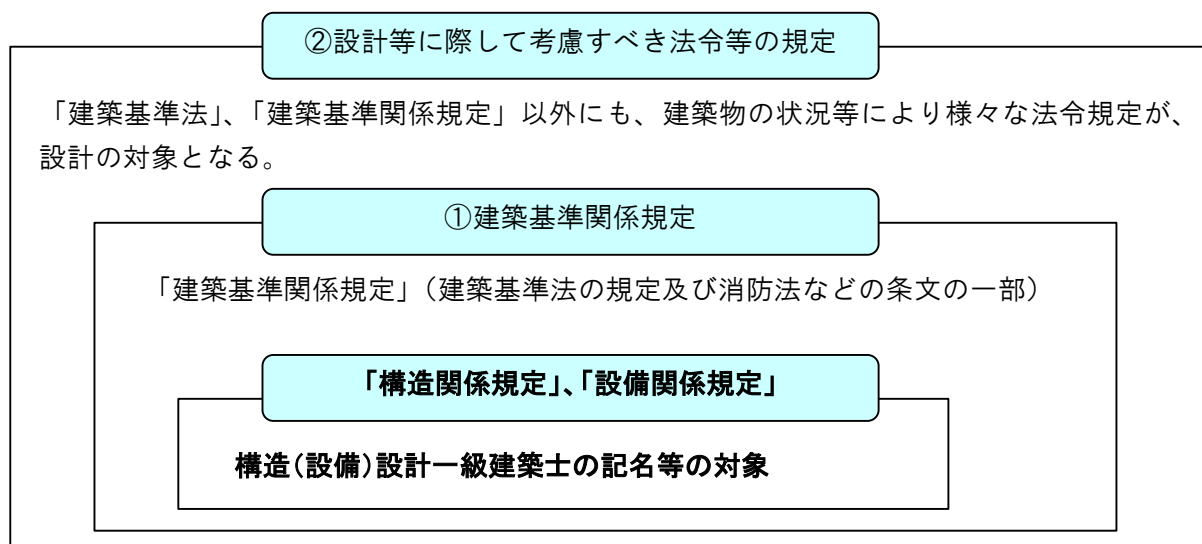 ②設計等に際して考慮すべき法令等の規定
「建築基準法」、「建築基準関係規定」以外にも、建築物の状況等により様々な法令規定が、
設計の対象となる。
①建築基準関係規定
「建築基準関係規定」（建築基準法の規定及び消防法などの条文の一部）
「構造関係規定」、「設備関係規定」
構造（設備）設計一級建築士の記名等の対象